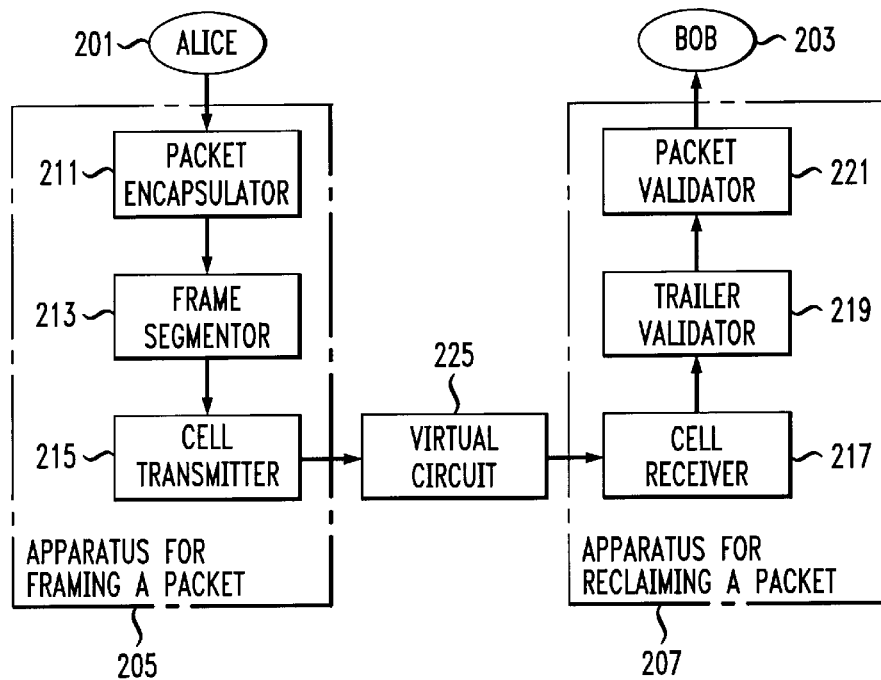 201
ALICE
BOB
203
211
PACKET
ENCAPSULATOR
PACKET
VALIDATOR
221
213
FRAME
SEGMENTOR
TRAILER
VALIDATOR
219
225
215
CELL
TRANSMITTER
VIRTUAL
CIRCUIT
CELL
RECEIVER
217
APPARATUS FOR
FRAMING A PACKET
APPARATUS FOR
RECLAIMING A PACKET
205
207